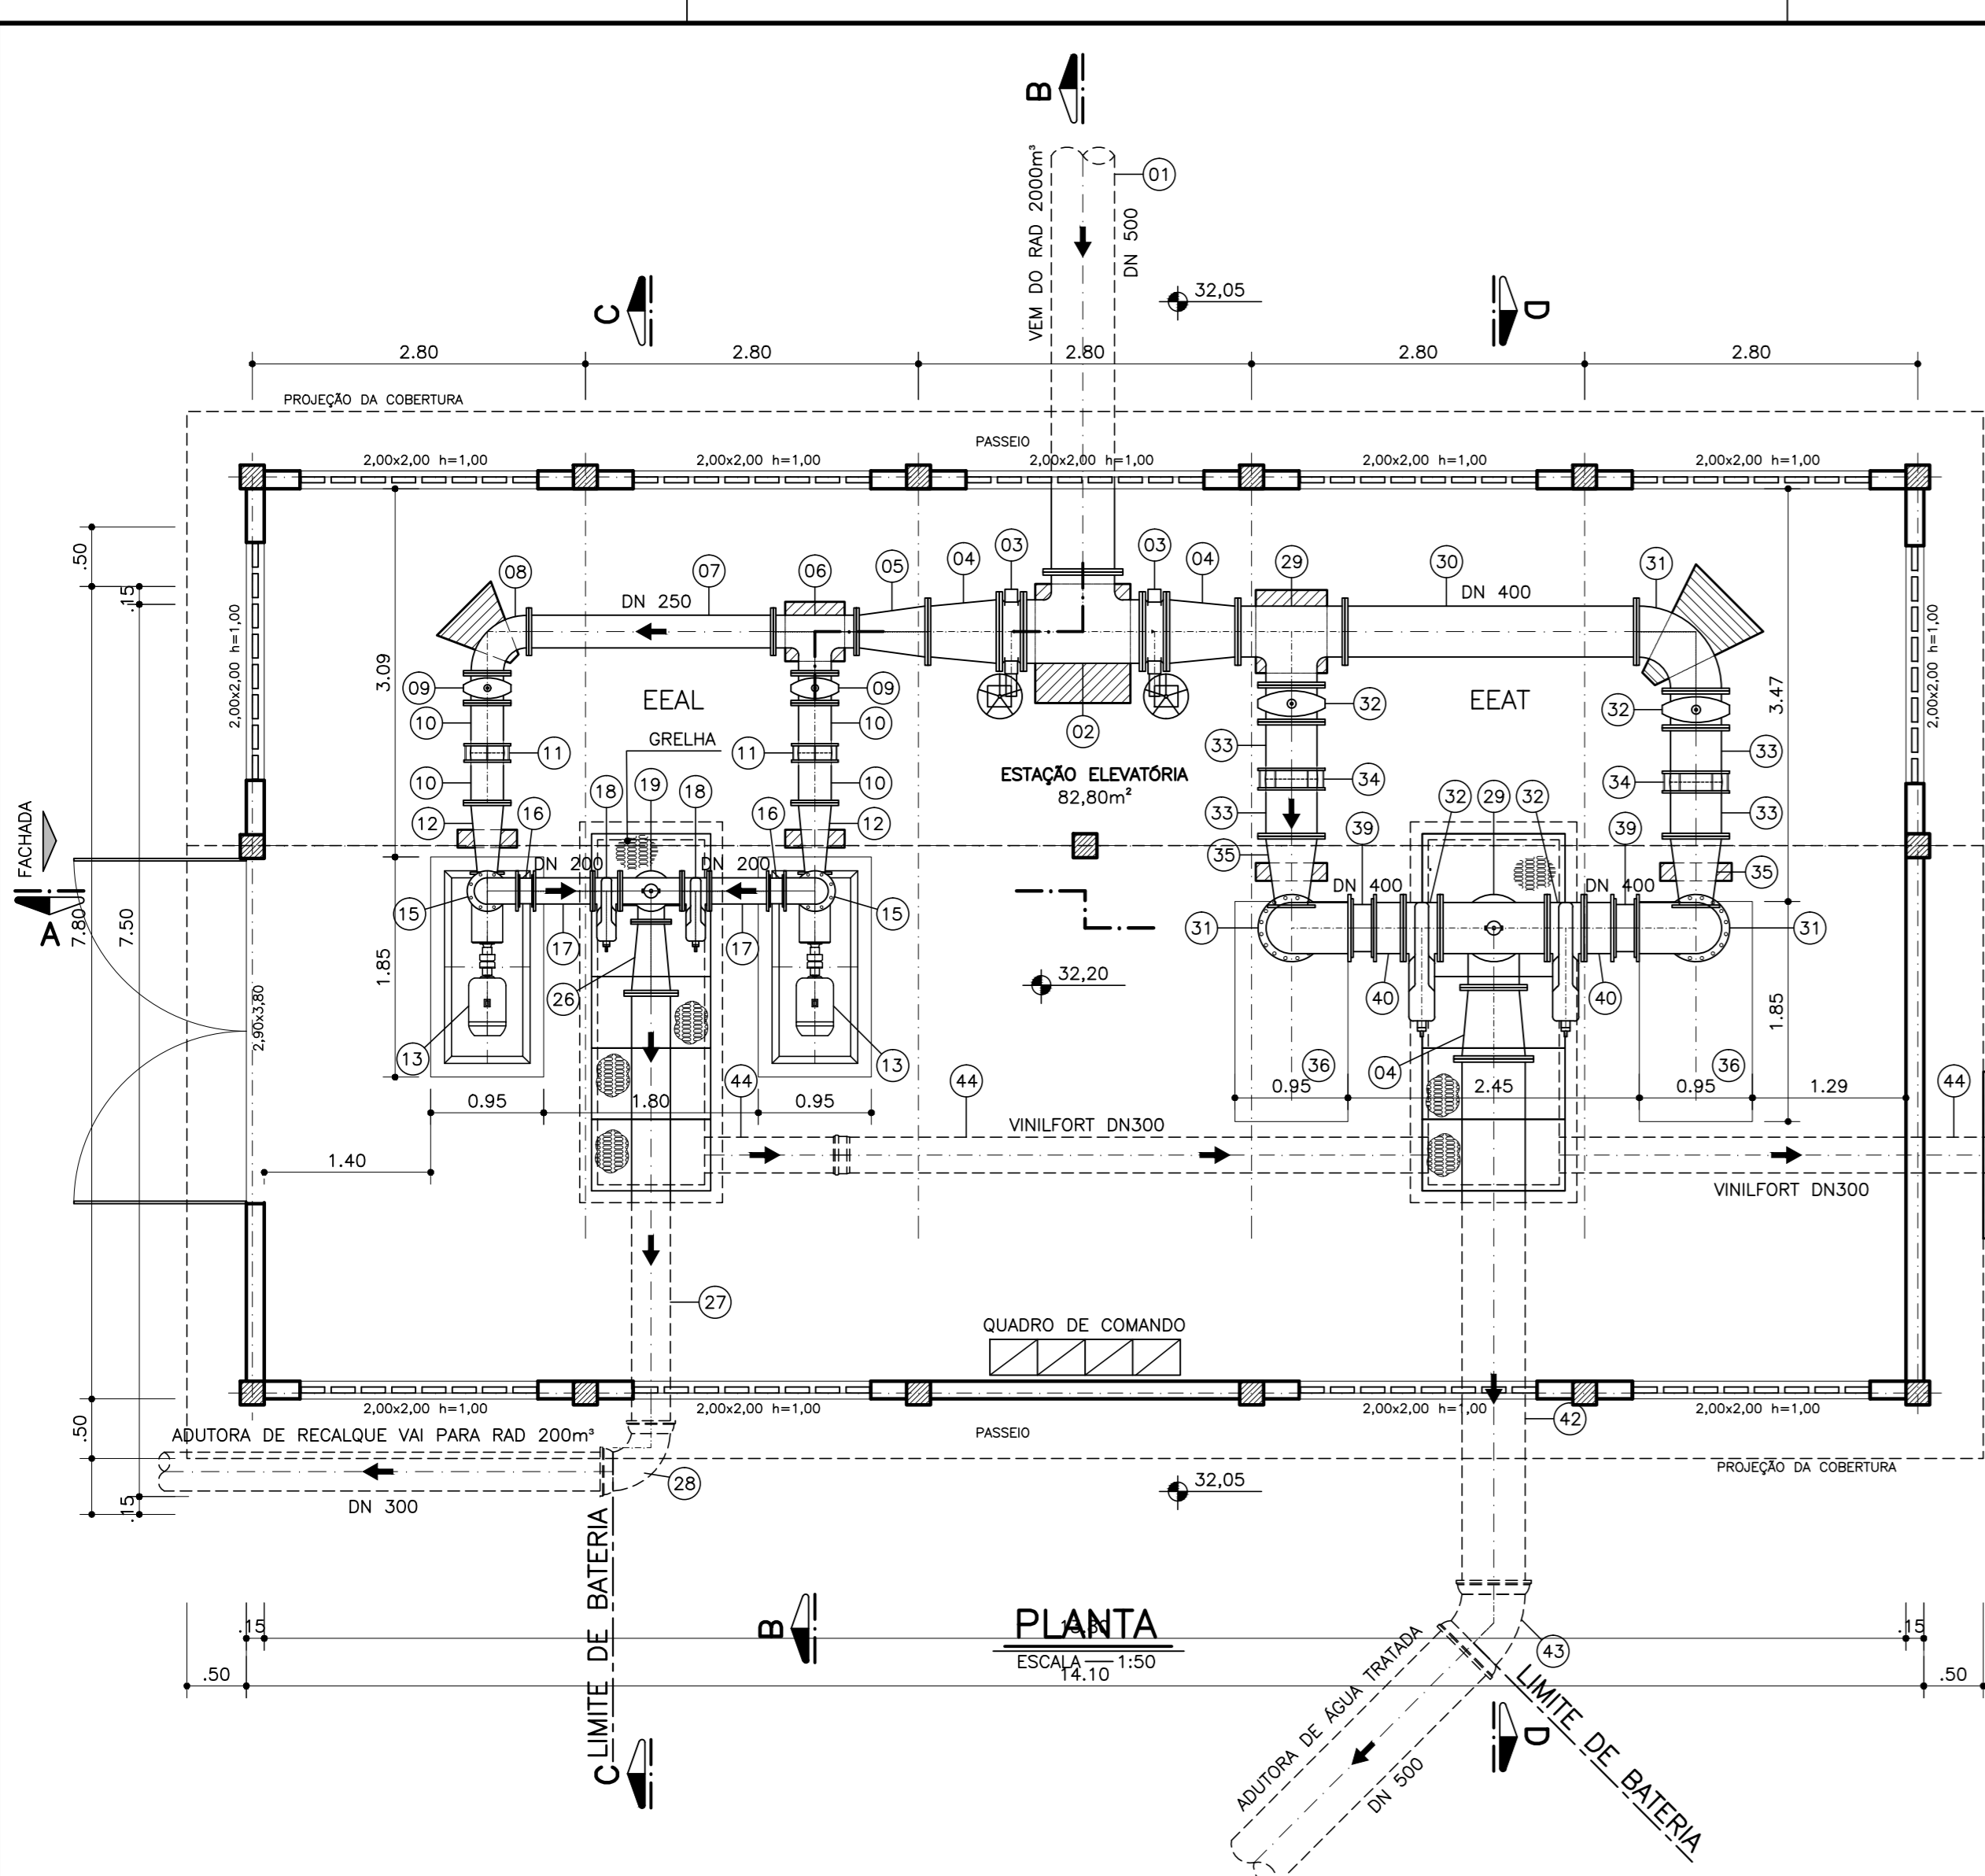 B
VEM DO RAD 2000m³
01
DN 500
32,05
C
D
2.80
2.80
2.80
2.80
2.80
PROJEÇÃO DA COBERTURA
PASSEIO
2,00x2,00 h=1,00
2,00x2,00 h=1,00
2,00x2,00 h=1,00
2,00x2,00 h=1,00
2,00x2,00 h=1,00
.50
.15
08
07
06
05
04
03
03
04
29
30
31
DN 250
DN 400
2,00x2,00 h=1,00
2,00x2,00 h=1,00
3.09
3.47
09
09
EEAL
EEAT
32
32
10
10
02
GRELHA
11
11
33
33
ESTAÇÃO ELEVATÓRIA
82,80m²
34
34
10
10
18
19
18
32
29
32
12
16
16
12
33
39
39
33
FACHADA
DN 200
DN 200
35
DN 400
DN 400
35
A
7.80
7.50
15
15
31
31
17
17
1.85
32,20
26
40
40
1.85
2,90x3,80
13
13
44
44
36
04
36
44
0.95
1.80
0.95
0.95
2.45
0.95
1.29
VINILFORT DN300
1.40
VINILFORT DN300
27
QUADRO DE COMANDO
2,00x2,00 h=1,00
2,00x2,00 h=1,00
2,00x2,00 h=1,00
2,00x2,00 h=1,00
42
.50
ADUTORA DE RECALQUE VAI PARA RAD 200m³
PASSEIO
PROJEÇÃO DA COBERTURA
28
32,05
.15
DN 300
LIMITE DE BATERIA
B
PLANTA
.15
13.80
.15
ESCALA 1:50
.50
14.10
.50
43
ADUTORA DE ÁGUA TRATADA
LIMITE DE BATERIA
DN 500
C
D